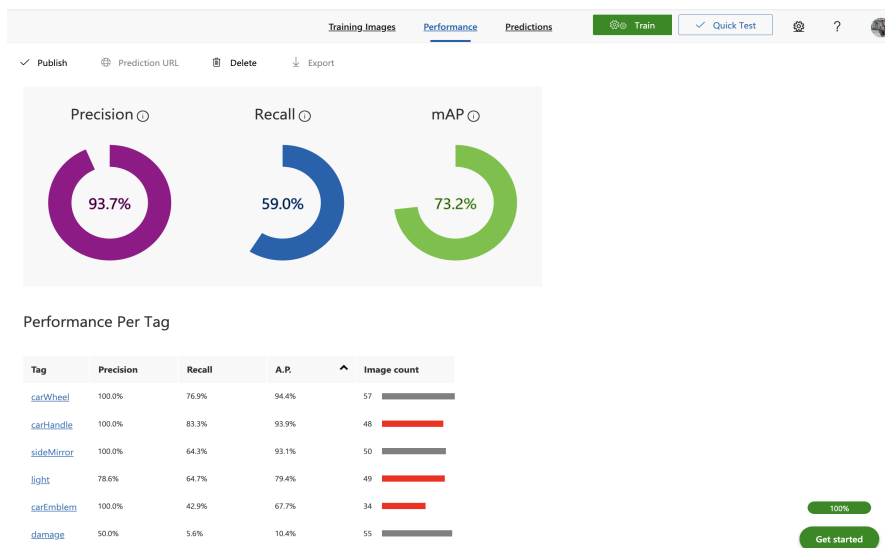 Training Images Performance Predictions Train Quick Test ?
Publish Prediction URL Delete Export
Precision Recall mAP
93.7% 59.0% 73.2%
Performance Per Tag
Tag Precision Recall A.P. Image count
carWheel 100.0% 76.9% 94.4% 57
carHandle 100.0% 83.3% 93.9% 48
sideMirror 100.0% 64.3% 93.1% 50
light 78.6% 64.7% 79.4% 49
carEmblem 100.0% 42.9% 67.7% 34
100%
damage 50.0% 5.6% 10.4% 55
Get started